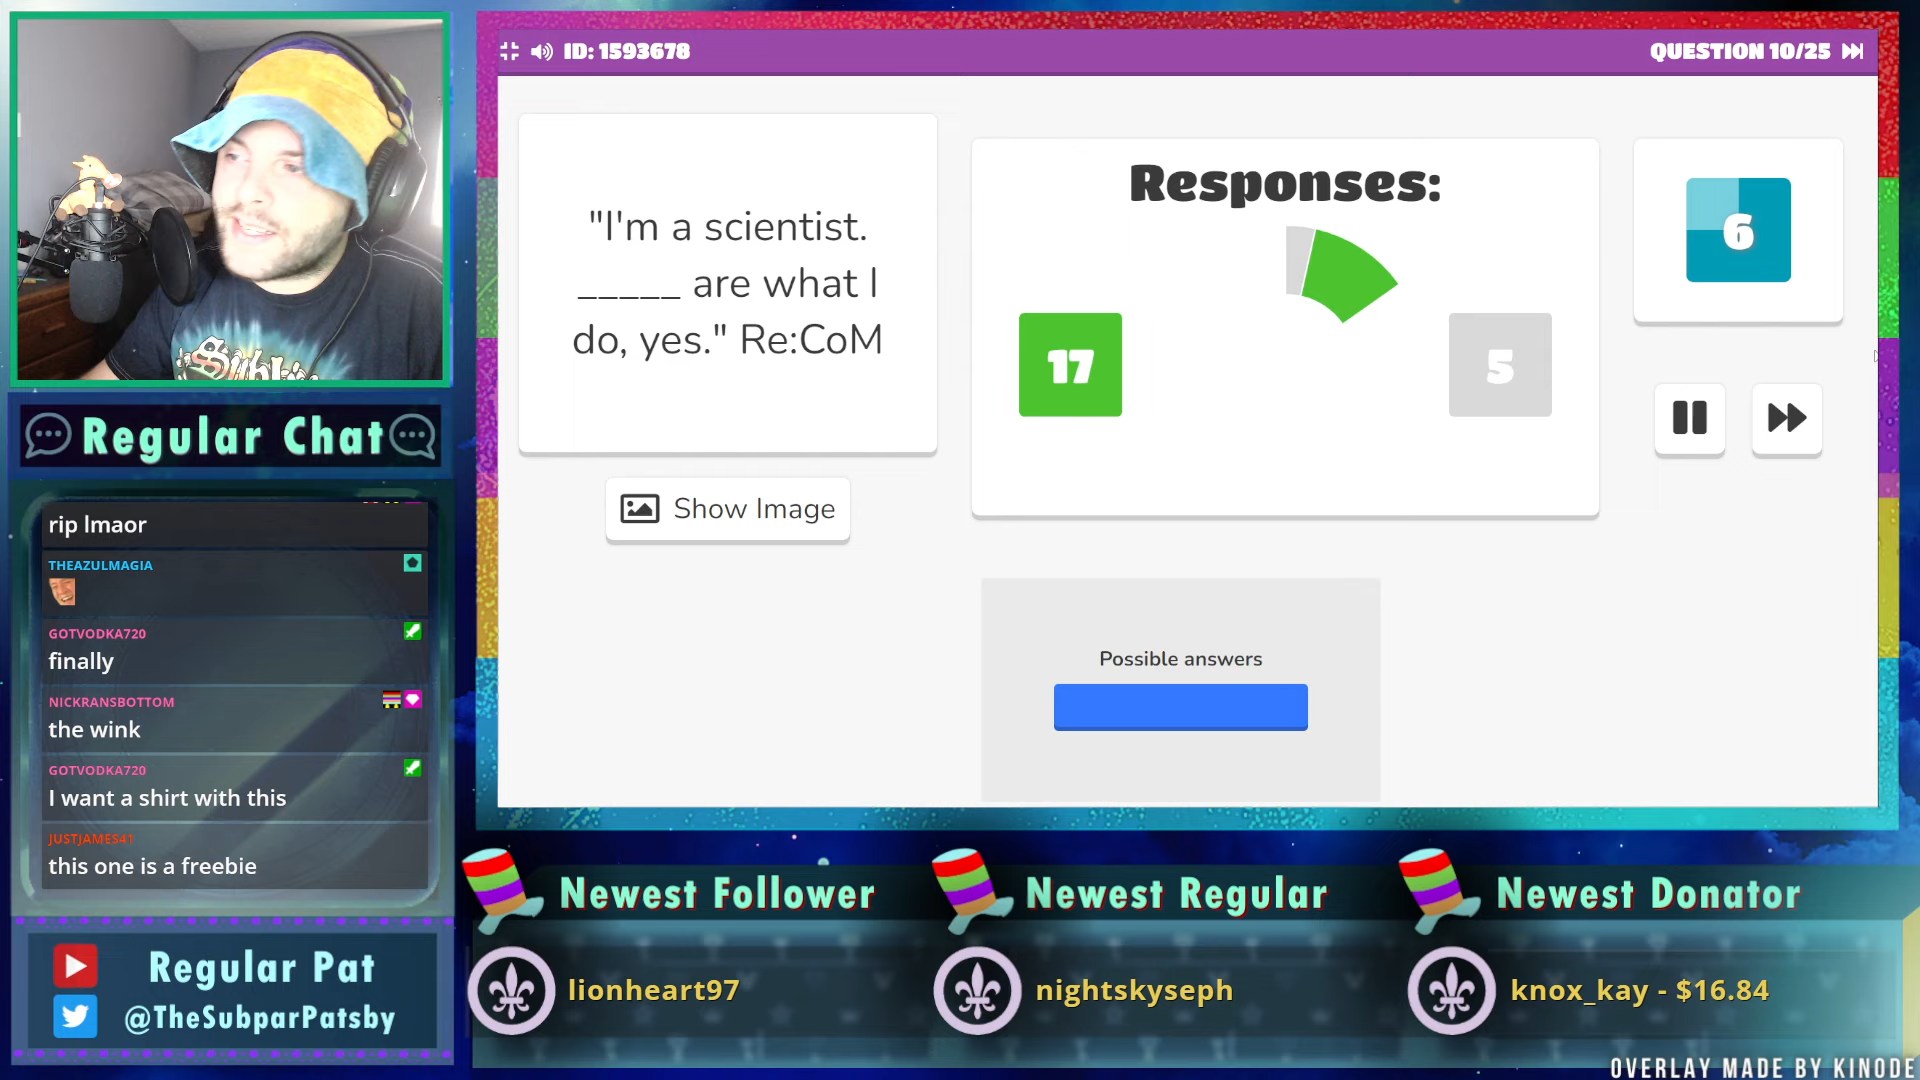 ID: 1593678
QUESTION 10/25
"I'm a scientist.
_____ are what I
do, yes." Re:CoM
Show Image
Responses:
17
5
6
Possible answers
Regular Chat
rip lmaor
THEAZULMAGIA
GOTVODKA720
finally
NICKRANSBOTTOM
the wink
GOTVODKA720
I want a shirt with this
JUSTJAMES41
this one is a freebie
Regular Pat
@TheSubparPatsby
Newest Follower
lionheart97
Newest Regular
nightskyseph
Newest Donator
knox_kay - $16.84
OVERLAY MADE BY KINODE